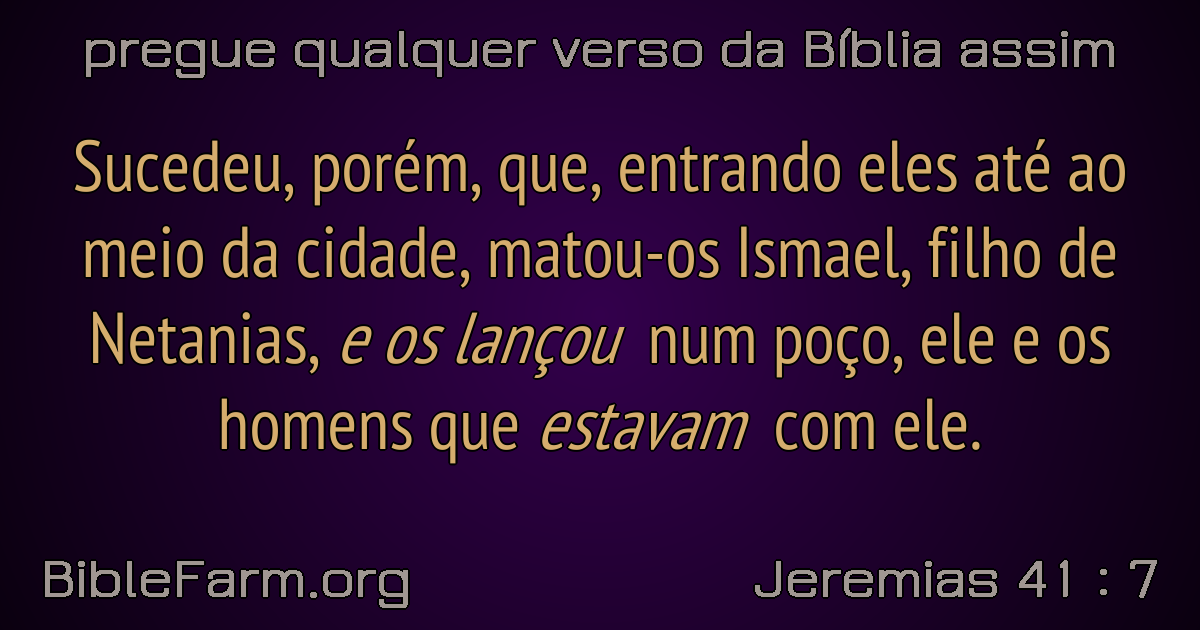 pregue qualquer verso da Bíblia assim
Sucedeu, porém, que, entrando eles até ao
meio da cidade, matou-os Ismael, filho de
Netanias, e os lançou num poço, ele e os
homens que estavam com ele.
BibleFarm.org
Jeremias 41 : 7